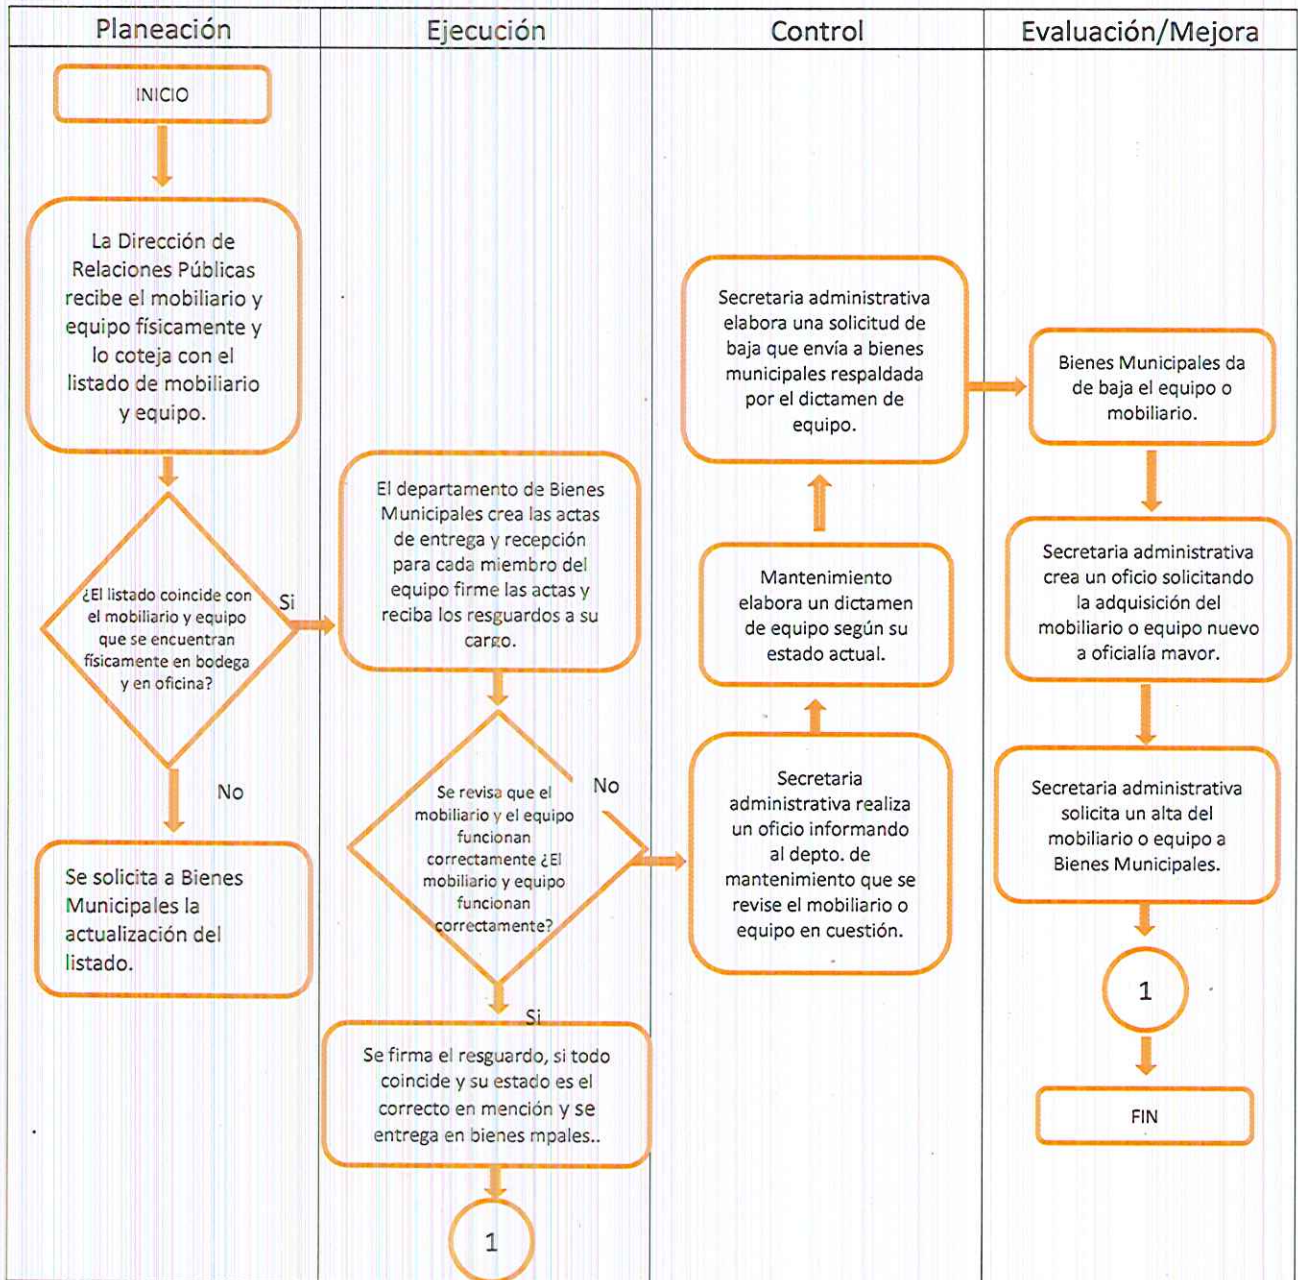 Planeación
Ejecución
Control
Evaluación/Mejora
INICIO
La Dirección de
Relaciones Públicas
recibe el mobiliario y
equipo físicamente y
lo coteja con el
listado de mobiliario
y equipo.
¿El listado coincide con
el mobiliario y equipo
que se encuentran
físicamente en bodega
y en oficina?
Si
No
Se solicita a Bienes
Municipales la
actualización del
listado.
El departamento de Bienes
Municipales crea las actas
de entrega y recepción
para cada miembro del
equipo firme las actas y
reciba los resguardos a su
cargo.
Se revisa que el
mobiliario y el equipo
funcionan
correctamente ¿El
mobiliario y equipo
funcionan
correctamente?
No
Si
Se firma el resguardo, si todo
coincide y su estado es el
correcto en mención y se
entrega en bienes mpales..
1
Secretaria administrativa
elabora una solicitud de
baja que envía a bienes
municipales respaldada
por el dictamen de
equipo.
Mantenimiento
elabora un dictamen
de equipo según su
estado actual.
Secretaria
administrativa realiza
un oficio informando
al depto. de
mantenimiento que se
revise el mobiliario o
equipo en cuestión.
Bienes Municipales da
de baja el equipo o
mobiliario.
Secretaria administrativa
crea un oficio solicitando
la adquisición del
mobiliario o equipo nuevo
a oficialía mayor.
Secretaria administrativa
solicita un alta del
mobiliario o equipo a
Bienes Municipales.
1
FIN